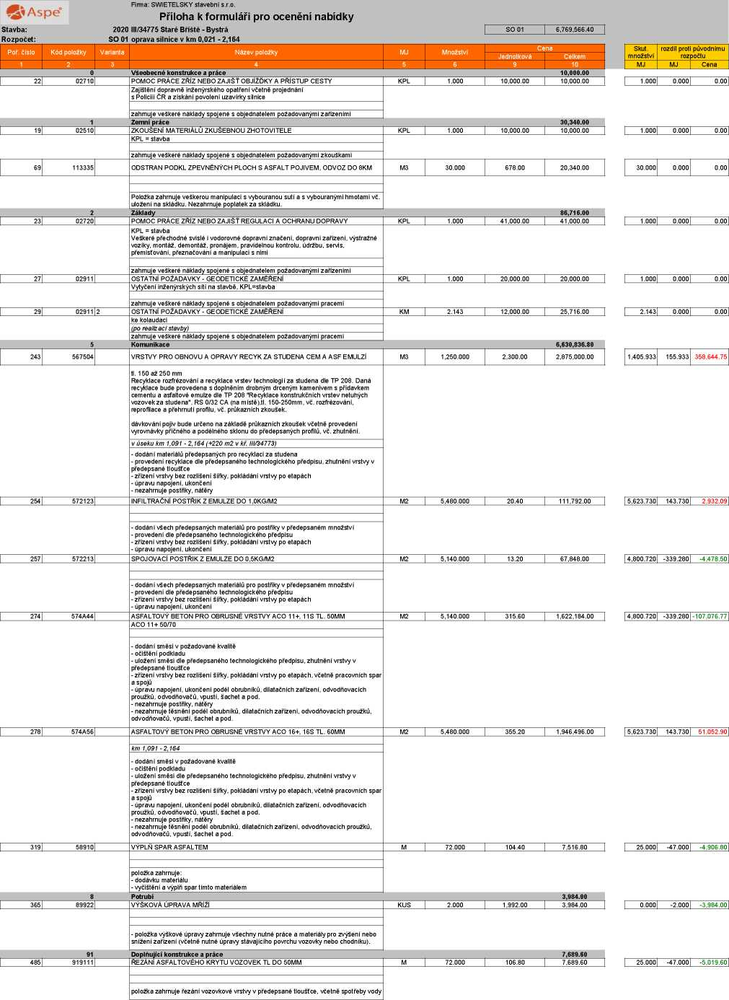 Aspe®
Firma: SWIETELSKY stavební s.r.o.
Příloha k formuláři pro ocenění nabídky
Stavba: 2020 III/34775 Staré Bříště - Bystrá SO 01 6,769,566.40
Rozpočet: SO 01 oprava silnice v km 0,021 - 2,164
Poř. číslo Kód položky Varianta Název položky MJ Množství Cena Skut. množství rozdíl proti původnímu rozpočtu
Jednotková Celkem
1 2 3 4 5 6 9 10 MJ MJ Cena
0 Všeobecné konstrukce a práce 10,000.00
22 02710 POMOC PRÁCE ZŘÍZ NEBO ZAJIŠŤ OBJÍŽĎKY A PŘÍSTUP CESTY KPL 1.000 10,000.00 10,000.00 1.000 0.000 0.00
Zajištění dopravně inženýrského opatření včetně projednání
s Policíí ČR a získání povolení uzavírky silnice
zahrnuje veškeré náklady spojené s objednatelem požadovanými zařízeními
1 Zemní práce 30,340.00
19 02510 ZKOUŠENÍ MATERIÁLŮ ZKUŠEBNOU ZHOTOVITELE KPL 1.000 10,000.00 10,000.00 1.000 0.000 0.00
KPL = stavba
zahrnuje veškeré náklady spojené s objednatelem požadovanými zkouškami
69 113335 ODSTRAN PODKL ZPEVNĚNÝCH PLOCH S ASFALT POJIVEM, ODVOZ DO 8KM M3 30.000 678.00 20,340.00 30.000 0.000 0.00
Položka zahrnuje veškerou manipulaci s vybouranou sutí a s vybouranými hmotami vč.
uložení na skládku. Nezahrnuje poplatek za skládku.
2 Základy 86,716.00
23 02720 POMOC PRÁCE ZŘÍZ NEBO ZAJIŠŤ REGULACI A OCHRANU DOPRAVY KPL 1.000 41,000.00 41,000.00 1.000 0.000 0.00
KPL = stavba
Veškeré přechodné svislé i vodorovné dopravní značení, dopravní zařízení, výstražné
vozíky, montáž, demontáž, pronájem, pravidelnou kontrolu, údržbu, servis,
přemísťování, přeznačování a manipulaci s nimi
zahrnuje veškeré náklady spojené s objednatelem požadovanými zařízeními
27 02911 OSTATNÍ POŽADAVKY - GEODETICKÉ ZAMĚŘENÍ KPL 1.000 20,000.00 20,000.00 1.000 0.000 0.00
Vytyčení inženýrských sítí na stavbě, KPL=stavba
zahrnuje veškeré náklady spojené s objednatelem požadovanými pracemi
29 02911 2 OSTATNÍ POŽADAVKY - GEODETICKÉ ZAMĚŘENÍ KM 2.143 12,000.00 25,716.00 2.143 0.000 0.00
ke kolaudaci
(po realizaci stavby)
zahrnuje veškeré náklady spojené s objednatelem požadovanými pracemi
5 Komunikace 6,630,836.80
243 567504 VRSTVY PRO OBNOVU A OPRAVY RECYK ZA STUDENA CEM A ASF EMULZÍ M3 1,250.000 2,300.00 2,875,000.00 1,405.933 155.933 358,644.75
tl. 150 až 250 mm
Recyklace rozfrézování a recyklace vrstev technologií za studena dle TP 208. Daná
recyklace bude provedena s doplněním drobným drceným kamenivem s přídavkem
cementu a asfaltové emulze dle TP 208 "Recyklace konstrukčních vrstev netuhých
vozovek za studena". RS 0/32 CA (na místě),tl. 150-250mm, vč. rozfrézování,
reprofilace a přehrnutí profilu, vč. průkazních zkoušek.
dávkování pojiv bude určeno na základě průkazních zkoušek včetně provedení
vyrovnávky příčného a podélného sklonu do předepsaných profilů, vč. zhutnění.
v úseku km 1,091 - 2,164 (+220 m2 v kř. III/34773)
- dodání materiálů předepsaných pro recyklaci za studena
- provedení recyklace dle předepsaného technologického předpisu, zhutnění vrstvy v
předepsané tloušťce
- zřízení vrstvy bez rozlišení šířky, pokládání vrstvy po etapách
- úpravu napojení, ukončení
- nezahrnuje postřiky, nátěry
254 572123 INFILTRAČNÍ POSTŘIK Z EMULZE DO 1,0KG/M2 M2 5,480.000 20.40 111,792.00 5,623.730 143.730 2,932.09
- dodání všech předepsaných materiálů pro postřiky v předepsaném množství
- provedení dle předepsaného technologického předpisu
- zřízení vrstvy bez rozlišení šířky, pokládání vrstvy po etapách
- úpravu napojení, ukončení
257 572213 SPOJOVACÍ POSTŘIK Z EMULZE DO 0,5KG/M2 M2 5,140.000 13.20 67,848.00 4,800.720 -339.280 -4,478.50
- dodání všech předepsaných materiálů pro postřiky v předepsaném množství
- provedení dle předepsaného technologického předpisu
- zřízení vrstvy bez rozlišení šířky, pokládání vrstvy po etapách
- úpravu napojení, ukončení
274 574A44 ASFALTOVÝ BETON PRO OBRUSNÉ VRSTVY ACO 11+, 11S TL. 50MM M2 5,140.000 315.60 1,622,184.00 4,800.720 -339.280 -107,076.77
ACO 11+ 50/70
- dodání směsi v požadované kvalitě
- očištění podkladu
- uložení směsi dle předepsaného technologického předpisu, zhutnění vrstvy v
předepsané tloušťce
- zřízení vrstvy bez rozlišení šířky, pokládání vrstvy po etapách, včetně pracovních spar
a spojů
- úpravu napojení, ukončení podél obrubníků, dilatačních zařízení, odvodňovacích
proužků, odvodňovačů, vpustí, šachet a pod.
- nezahrnuje postřiky, nátěry
- nezahrnuje těsnění podél obrubníků, dilatačních zařízení, odvodňovacích proužků,
odvodňovačů, vpustí, šachet a pod.
278 574A56 ASFALTOVÝ BETON PRO OBRUSNÉ VRSTVY ACO 16+, 16S TL. 60MM M2 5,480.000 355.20 1,946,496.00 5,623.730 143.730 51,052.90
km 1,091 - 2,164
- dodání směsi v požadované kvalitě
- očištění podkladu
- uložení směsi dle předepsaného technologického předpisu, zhutnění vrstvy v
předepsané tloušťce
- zřízení vrstvy bez rozlišení šířky, pokládání vrstvy po etapách, včetně pracovních spar
a spojů
- úpravu napojení, ukončení podél obrubníků, dilatačních zařízení, odvodňovacích
proužků, odvodňovačů, vpustí, šachet a pod.
- nezahrnuje postřiky, nátěry
- nezahrnuje těsnění podél obrubníků, dilatačních zařízení, odvodňovacích proužků,
odvodňovačů, vpustí, šachet a pod.
319 58910 VÝPLŇ SPAR ASFALTEM M 72.000 104.40 7,516.80 25.000 -47.000 -4,906.80
položka zahrnuje:
- dodávku materiálu
- vyčištění a výplň spar tímto materiálem
8 Potrubí 3,984.00
365 89922 VÝŠKOVÁ ÚPRAVA MŘÍŽÍ KUS 2.000 1,992.00 3,984.00 0.000 -2.000 -3,984.00
- položka výškové úpravy zahrnuje všechny nutné práce a materiály pro zvýšení nebo
snížení zařízení (včetně nutné úpravy stávajícího povrchu vozovky nebo chodníku).
91 Doplňující konstrukce a práce 7,689.60
485 919111 ŘEZÁNÍ ASFALTOVÉHO KRYTU VOZOVEK TL DO 50MM M 72.000 106.80 7,689.60 25.000 -47.000 -5,019.60
položka zahrnuje řezání vozovkové vrstvy v předepsané tloušťce, včetně spotřeby vody